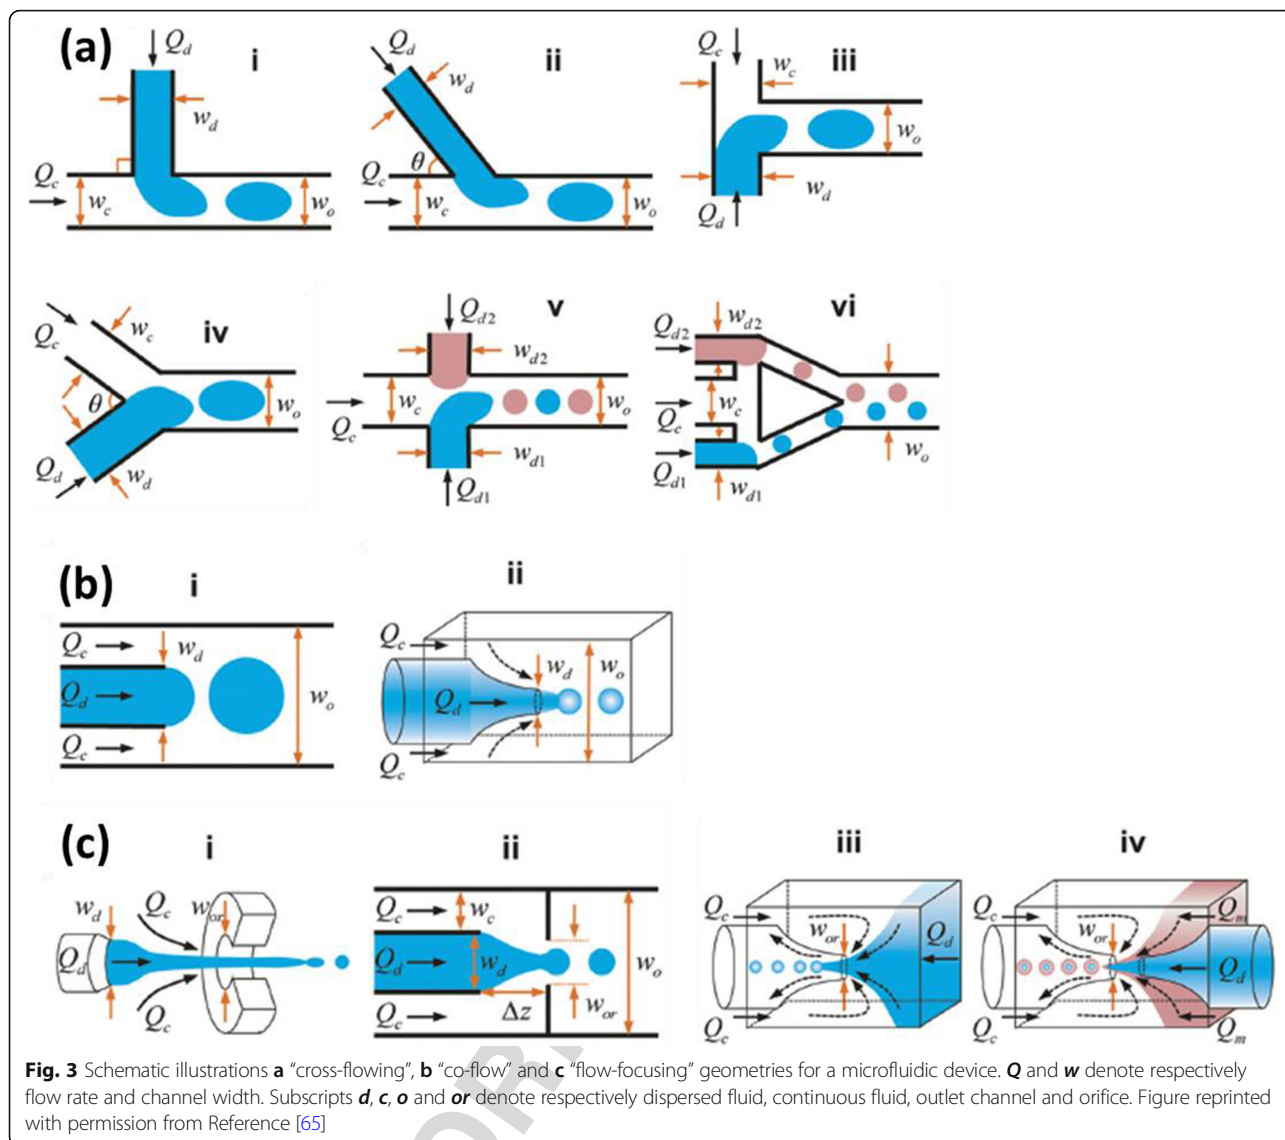 (a)
i
ii
iii
Q_d
w_d
Q_c
w_c
w_o
Q_d
w_d
θ
Q_c
w_c
w_o
Q_c
w_c
w_o
w_d
Q_d
iv
v
vi
Q_c
w_c
θ
w_o
Q_d
w_d
Q_d2
w_d2
w_c
w_o
Q_c
w_d1
Q_d1
Q_d2
w_d2
w_c
Q_c
w_o
Q_d1
w_d1
(b)
i
ii
Q_c
w_d
Q_d
w_o
Q_c
Q_c
w_d
w_o
Q_d
Q_c
(c)
i
ii
iii
iv
w_d
Q_c
w_or
Q_d
Q_c
Q_c
w_c
Q_d
w_d
w_o
Δz
w_or
Q_c
Q_c
w_or
Q_d
Q_c
Q_c
w_or
Q_m
Q_d
Q_c
Q_m
Fig. 3 Schematic illustrations a “cross-flowing”, b “co-flow” and c “flow-focusing” geometries for a microfluidic device. Q and w denote respectively
flow rate and channel width. Subscripts d, c, o and or denote respectively dispersed fluid, continuous fluid, outlet channel and orifice. Figure reprinted
with permission from Reference [65]